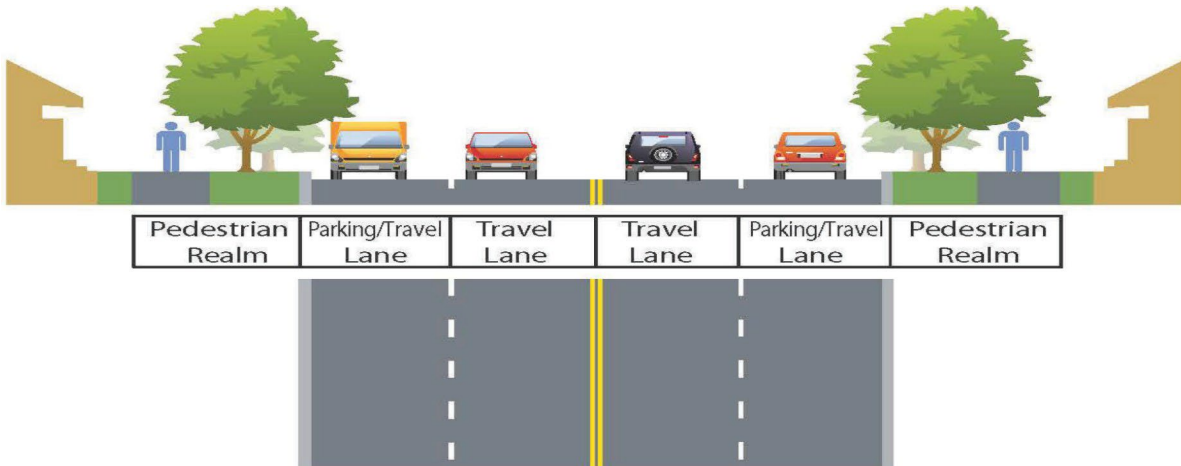 Pedestrian Realm
Parking/Travel Lane
Travel Lane
Travel Lane
Parking/Travel Lane
Pedestrian Realm